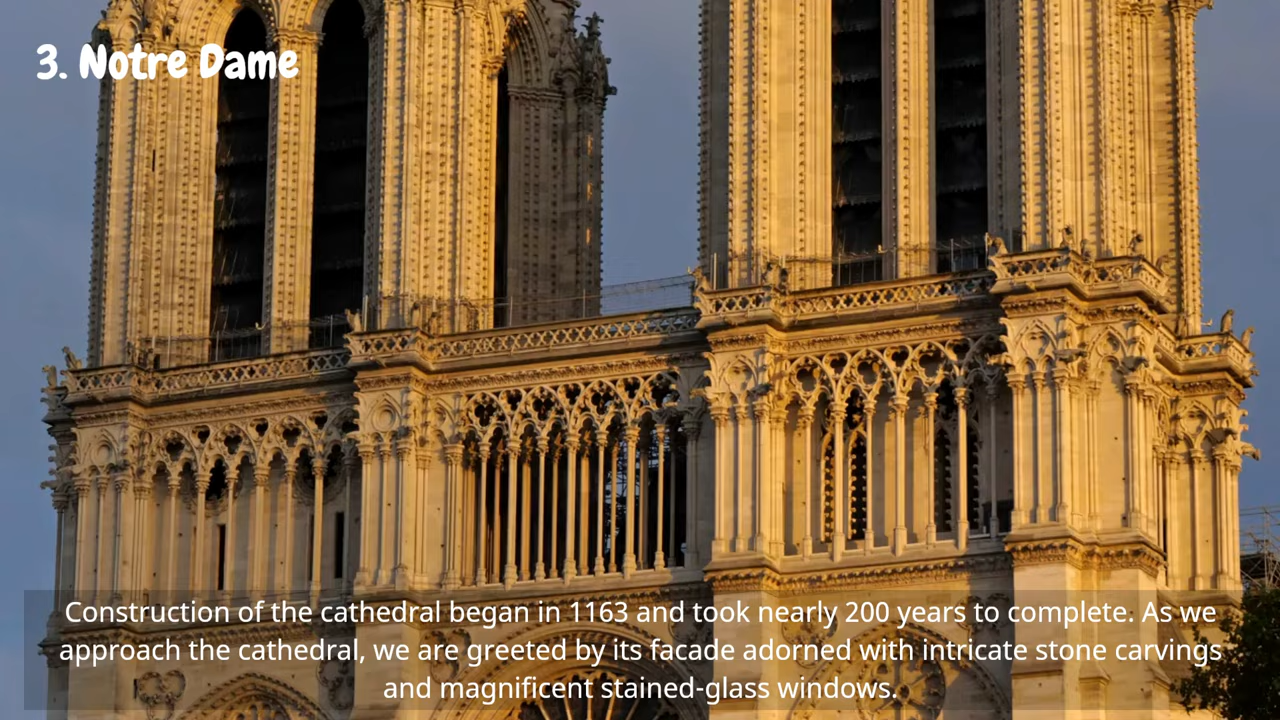 3. Notre Dame
Construction of the cathedral began in 1163 and took nearly 200 years to complete. As we
approach the cathedral, we are greeted by its facade adorned with intricate stone carvings
and magnificent stained-glass windows.